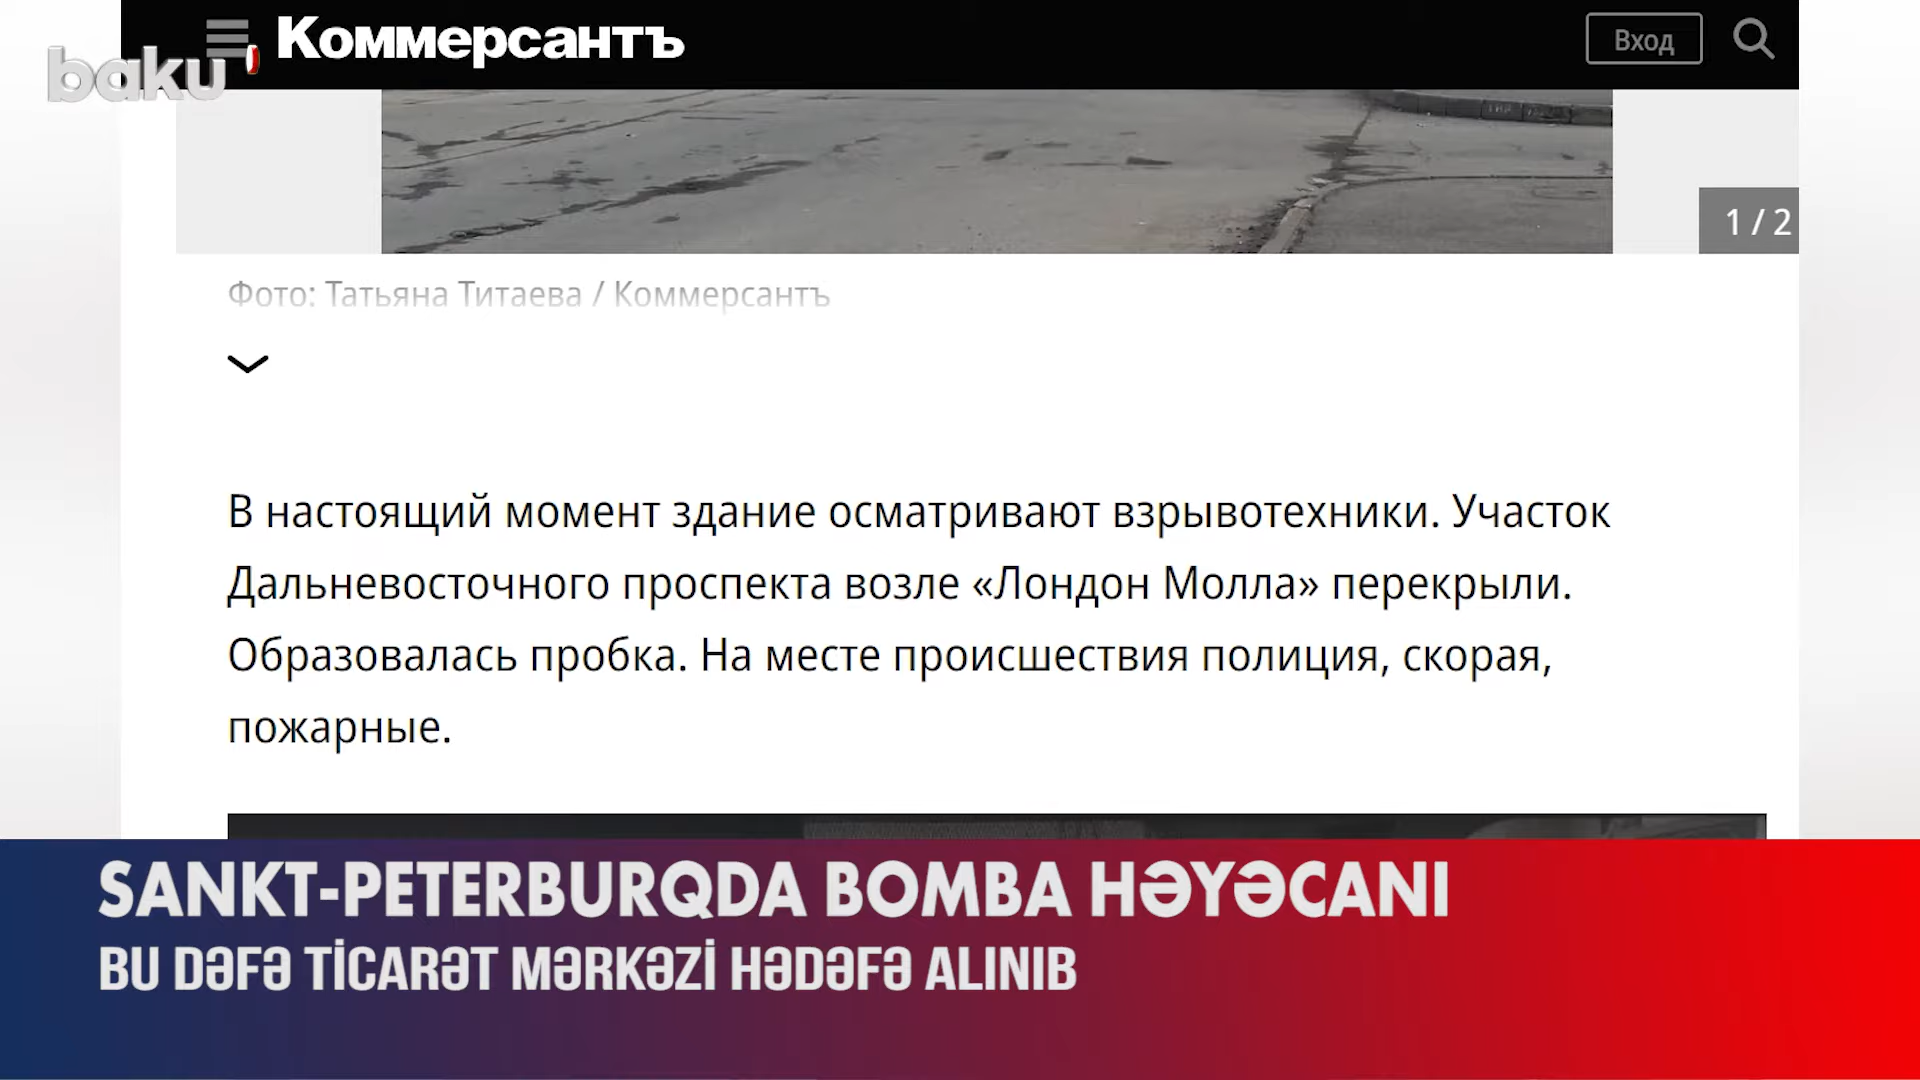 baku
Коммерсантъ
Вход
1 / 2
Фото: Татьяна Титаева / Коммерсантъ
В настоящий момент здание осматривают взрывотехники. Участок
Дальневосточного проспекта возле «Лондон Молла» перекрыли.
Образовалась пробка. На месте происшествия полиция, скорая,
пожарные.
SANKT-PETERBURQDA BOMBA HƏYƏCANI
BU DƏFƏ TİCARƏT MƏRKƏZİ HƏDƏFƏ ALINIB